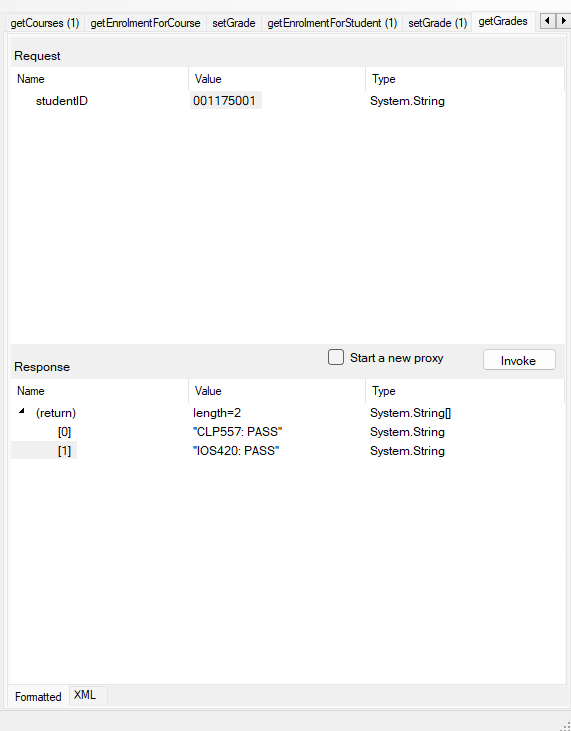 getCourses (1) getEnrolmentForCourse setGrade getEnrolmentForStudent (1) setGrade (1) getGrades
Request
Name Value Type
studentID 001175001 System.String
Start a new proxy Invoke
Response
Name Value Type
(return) length=2 System.String[]
[0] "CLP557: PASS" System.String
[1] "IOS420: PASS" System.String
Formatted XML